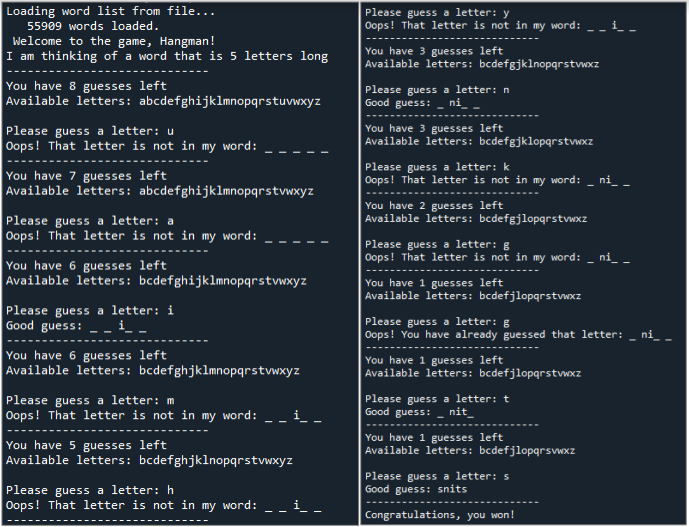 Loading word list from file...
   55909 words loaded.
 Welcome to the game, Hangman!
I am thinking of a word that is 5 letters long
-----------------------------
You have 8 guesses left
Available letters: abcdefghijklmnopqrstuvwxyz
Please guess a letter: u
Oops! That letter is not in my word: _ _ _ _ _
-----------------------------
You have 7 guesses left
Available letters: abcdefghijklmnopqrstvwxyz
Please guess a letter: a
Oops! That letter is not in my word: _ _ _ _ _
-----------------------------
You have 6 guesses left
Available letters: bcdefghijklmnopqrstvwxyz
Please guess a letter: i
Good guess: _ _ i_ _
-----------------------------
You have 6 guesses left
Available letters: bcdefghjklmnopqrstvwxyz
Please guess a letter: m
Oops! That letter is not in my word: _ _ i_ _
-----------------------------
You have 5 guesses left
Available letters: bcdefghjklnopqrstvwxyz
Please guess a letter: h
Oops! That letter is not in my word: _ _ i_ _
-----------------------------
Please guess a letter: y
Oops! That letter is not in my word: _ _ i_ _
-----------------------------
You have 3 guesses left
Available letters: bcdefgjklnopqrstvwxz
Please guess a letter: n
Good guess: _ ni_ _
-----------------------------
You have 3 guesses left
Available letters: bcdefgjklopqrstvwxz
Please guess a letter: k
Oops! That letter is not in my word: _ ni_ _
-----------------------------
You have 2 guesses left
Available letters: bcdefgjlopqrstvwxz
Please guess a letter: g
Oops! That letter is not in my word: _ ni_ _
-----------------------------
You have 1 guesses left
Available letters: bcdefjlopqrstvwxz
Please guess a letter: g
Oops! You have already guessed that letter: _ ni_ _
-----------------------------
You have 1 guesses left
Available letters: bcdefjlopqrstvwxz
Please guess a letter: t
Good guess: _ nit_
-----------------------------
You have 1 guesses left
Available letters: bcdefjlopqrsvwxz
Please guess a letter: s
Good guess: snits
-----------------------------
Congratulations, you won!